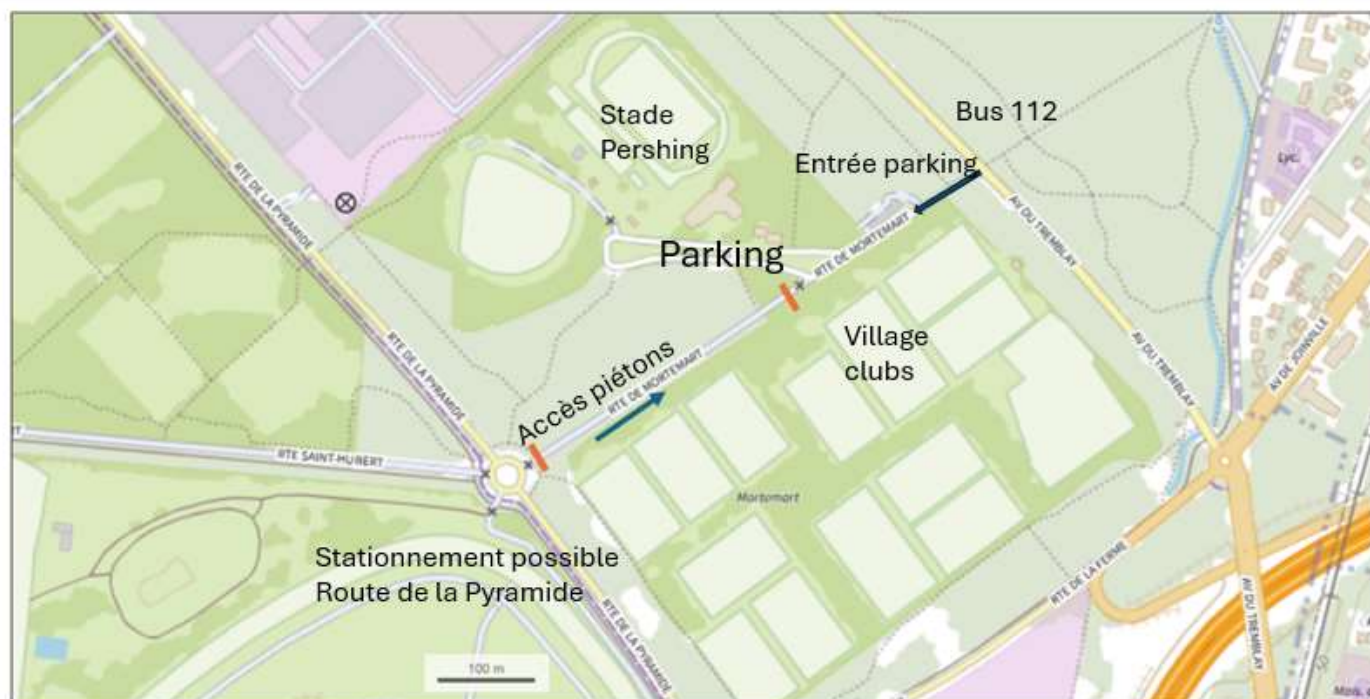 Stade
Pershing
Bus 112
Entrée parking
Lyc.
RTE DE LA PYRAMIDE
AV DU TREMBLAY
RTE DE MORTEMART
Parking
AV DE JOINVILLE
RTE DE LA PYRAMIDE
AV DU TREMBLAY
Village
clubs
Accès piétons
RTE DE MORTEMART
RTE SAINT-HUBERT
Mortemart
Stationnement possible
Route de la Pyramide
RTE DE LA FERME
RTE DE LA PYRAMIDE
AV DU TREMBLAY
100 m